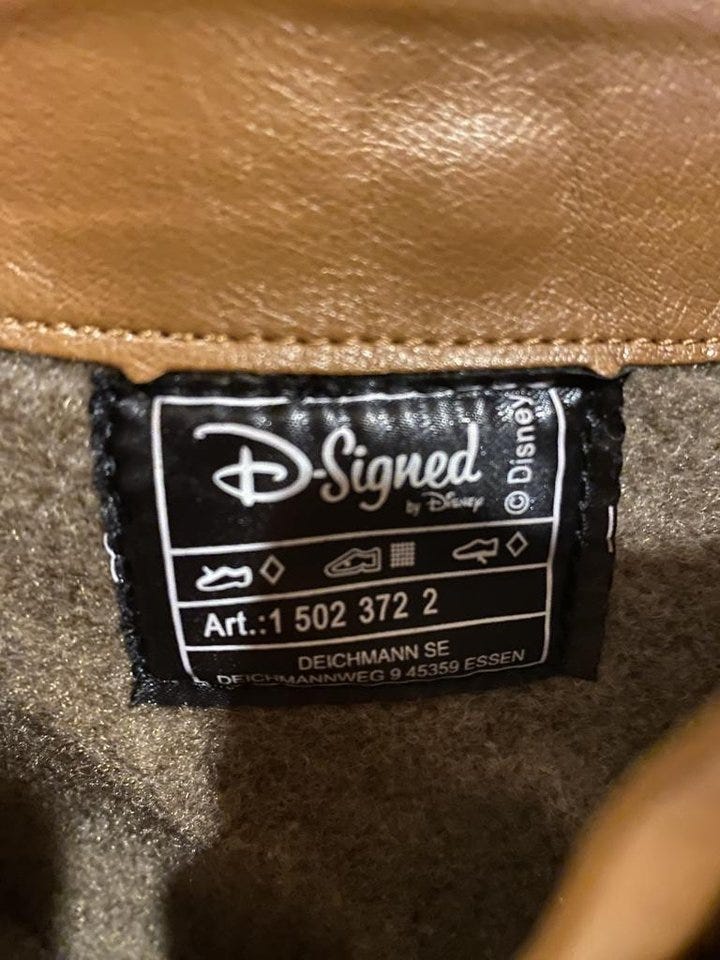 D-Signed
by Disney
© Disney
Art.:1 502 372 2
DEICHMANN SE
DEICHMANNWEG 9 45359 ESSEN